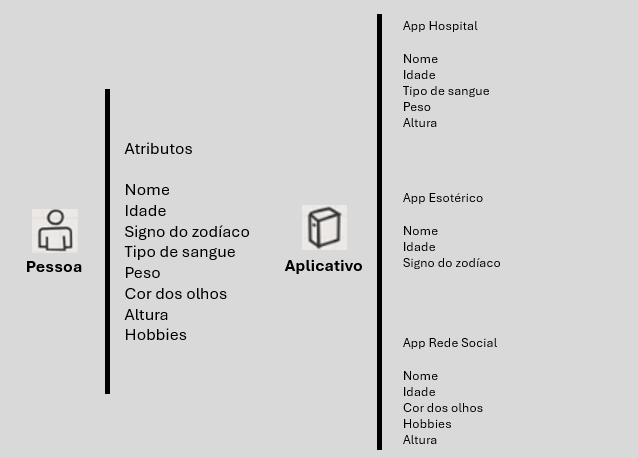 Pessoa
Atributos
Nome
Idade
Signo do zodíaco
Tipo de sangue
Peso
Cor dos olhos
Altura
Hobbies
Aplicativo
App Hospital
Nome
Idade
Tipo de sangue
Peso
Altura
App Esotérico
Nome
Idade
Signo do zodíaco
App Rede Social
Nome
Idade
Cor dos olhos
Hobbies
Altura